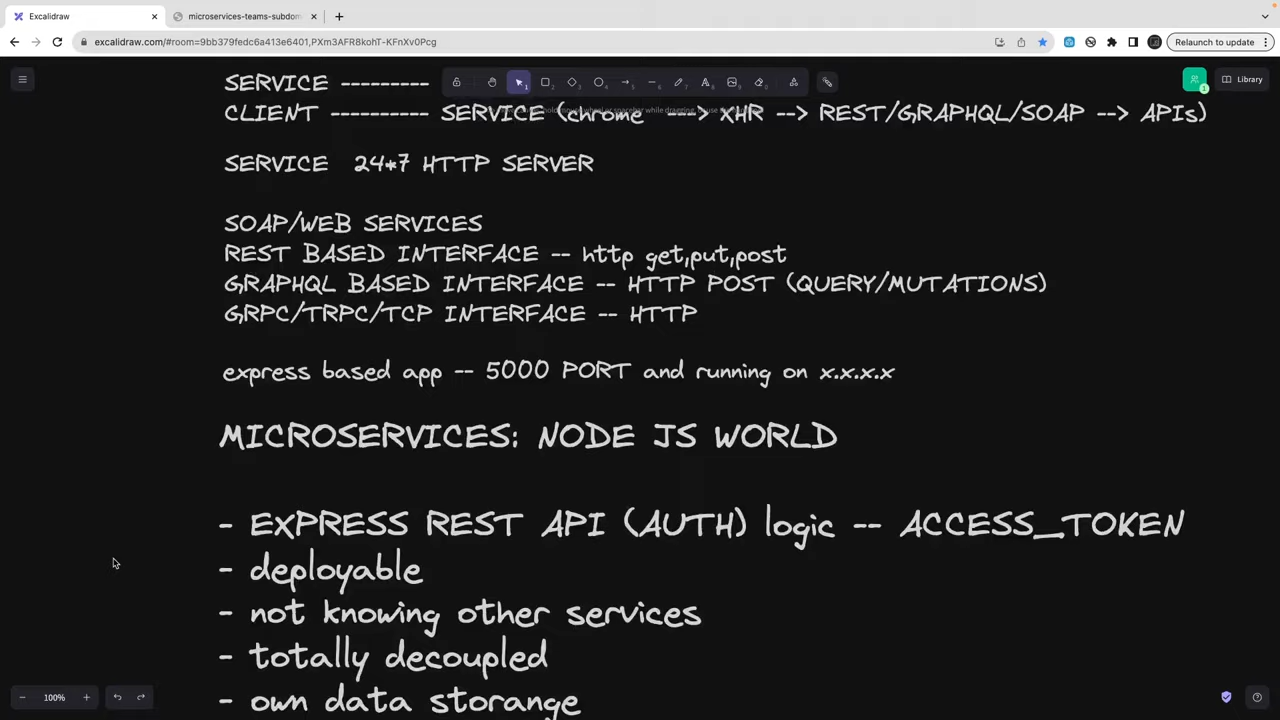 Excalidraw
microservices-teams-subdom
excalidraw.com/#room=9bb379fedc6a413e6401,PXm3AFR8kohT-KFnXv0Pcg
Relaunch to update
Library
SERVICE ---------
CLIENT ---------- SERVICE (chrome ----> XHR --> REST/GRAPHQL/SOAP --> APIs)
SERVICE 24*7 HTTP SERVER
SOAP/WEB SERVICES
REST BASED INTERFACE -- http get,put,post
GRAPHQL BASED INTERFACE -- HTTP POST (QUERY/MUTATIONS)
GRPC/TRPC/TCP INTERFACE -- HTTP
express based app -- 5000 PORT and running on x.x.x.x
MICROSERVICES: NODE JS WORLD
- EXPRESS REST API (AUTH) logic -- ACCESS_TOKEN
- deployable
- not knowing other services
- totally decoupled
- own data storange
100%